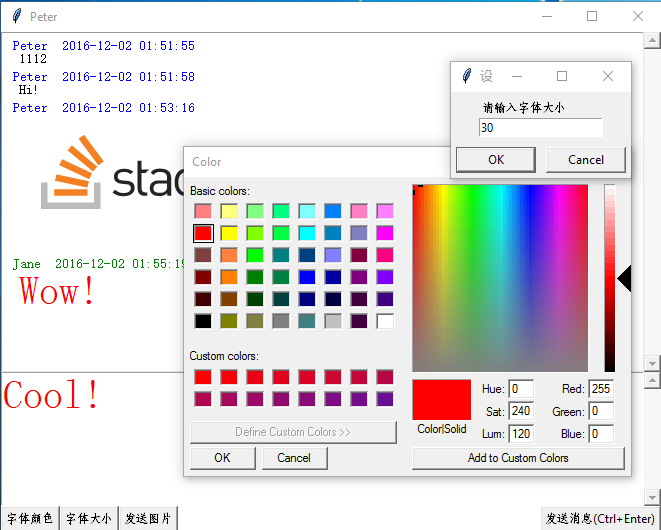 Peter
Peter 2016-12-02 01:51:55
1112
Peter 2016-12-02 01:51:58
Hi!
Peter 2016-12-02 01:53:16
stac
Jane 2016-12-02 01:55:19
Wow!
Cool!
字体颜色 字体大小 发送图片 发送消息(Ctrl+Enter)
设
请输入字体大小
30
OK Cancel
Color
Basic colors:
Custom colors:
Define Custom Colors >>
OK Cancel
Color|Solid
Hue: 0 Red: 255
Sat: 240 Green: 0
Lum: 120 Blue: 0
Add to Custom Colors